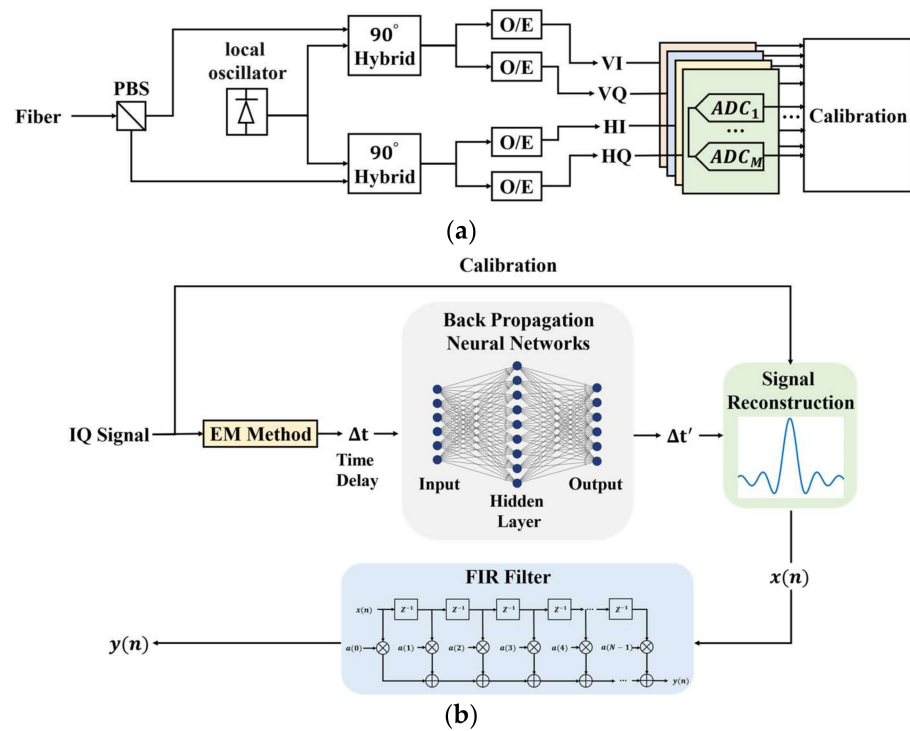 Fiber
PBS
local
oscillator
90°
Hybrid
90°
Hybrid
O/E
O/E
O/E
O/E
VI
VQ
HI
HQ
ADC₁
...
ADC_M
...
Calibration
(a)
Calibration
IQ Signal
EM Method
Δt
Time
Delay
Back Propagation
Neural Networks
Input
Hidden
Layer
Output
Δt′
Signal
Reconstruction
x(n)
FIR Filter
x(n) Z⁻¹ Z⁻¹ Z⁻¹ Z⁻¹ ... Z⁻¹
a(0) a(1) a(2) a(3) a(4) a(N−1)
... y(n)
y(n)
(b)